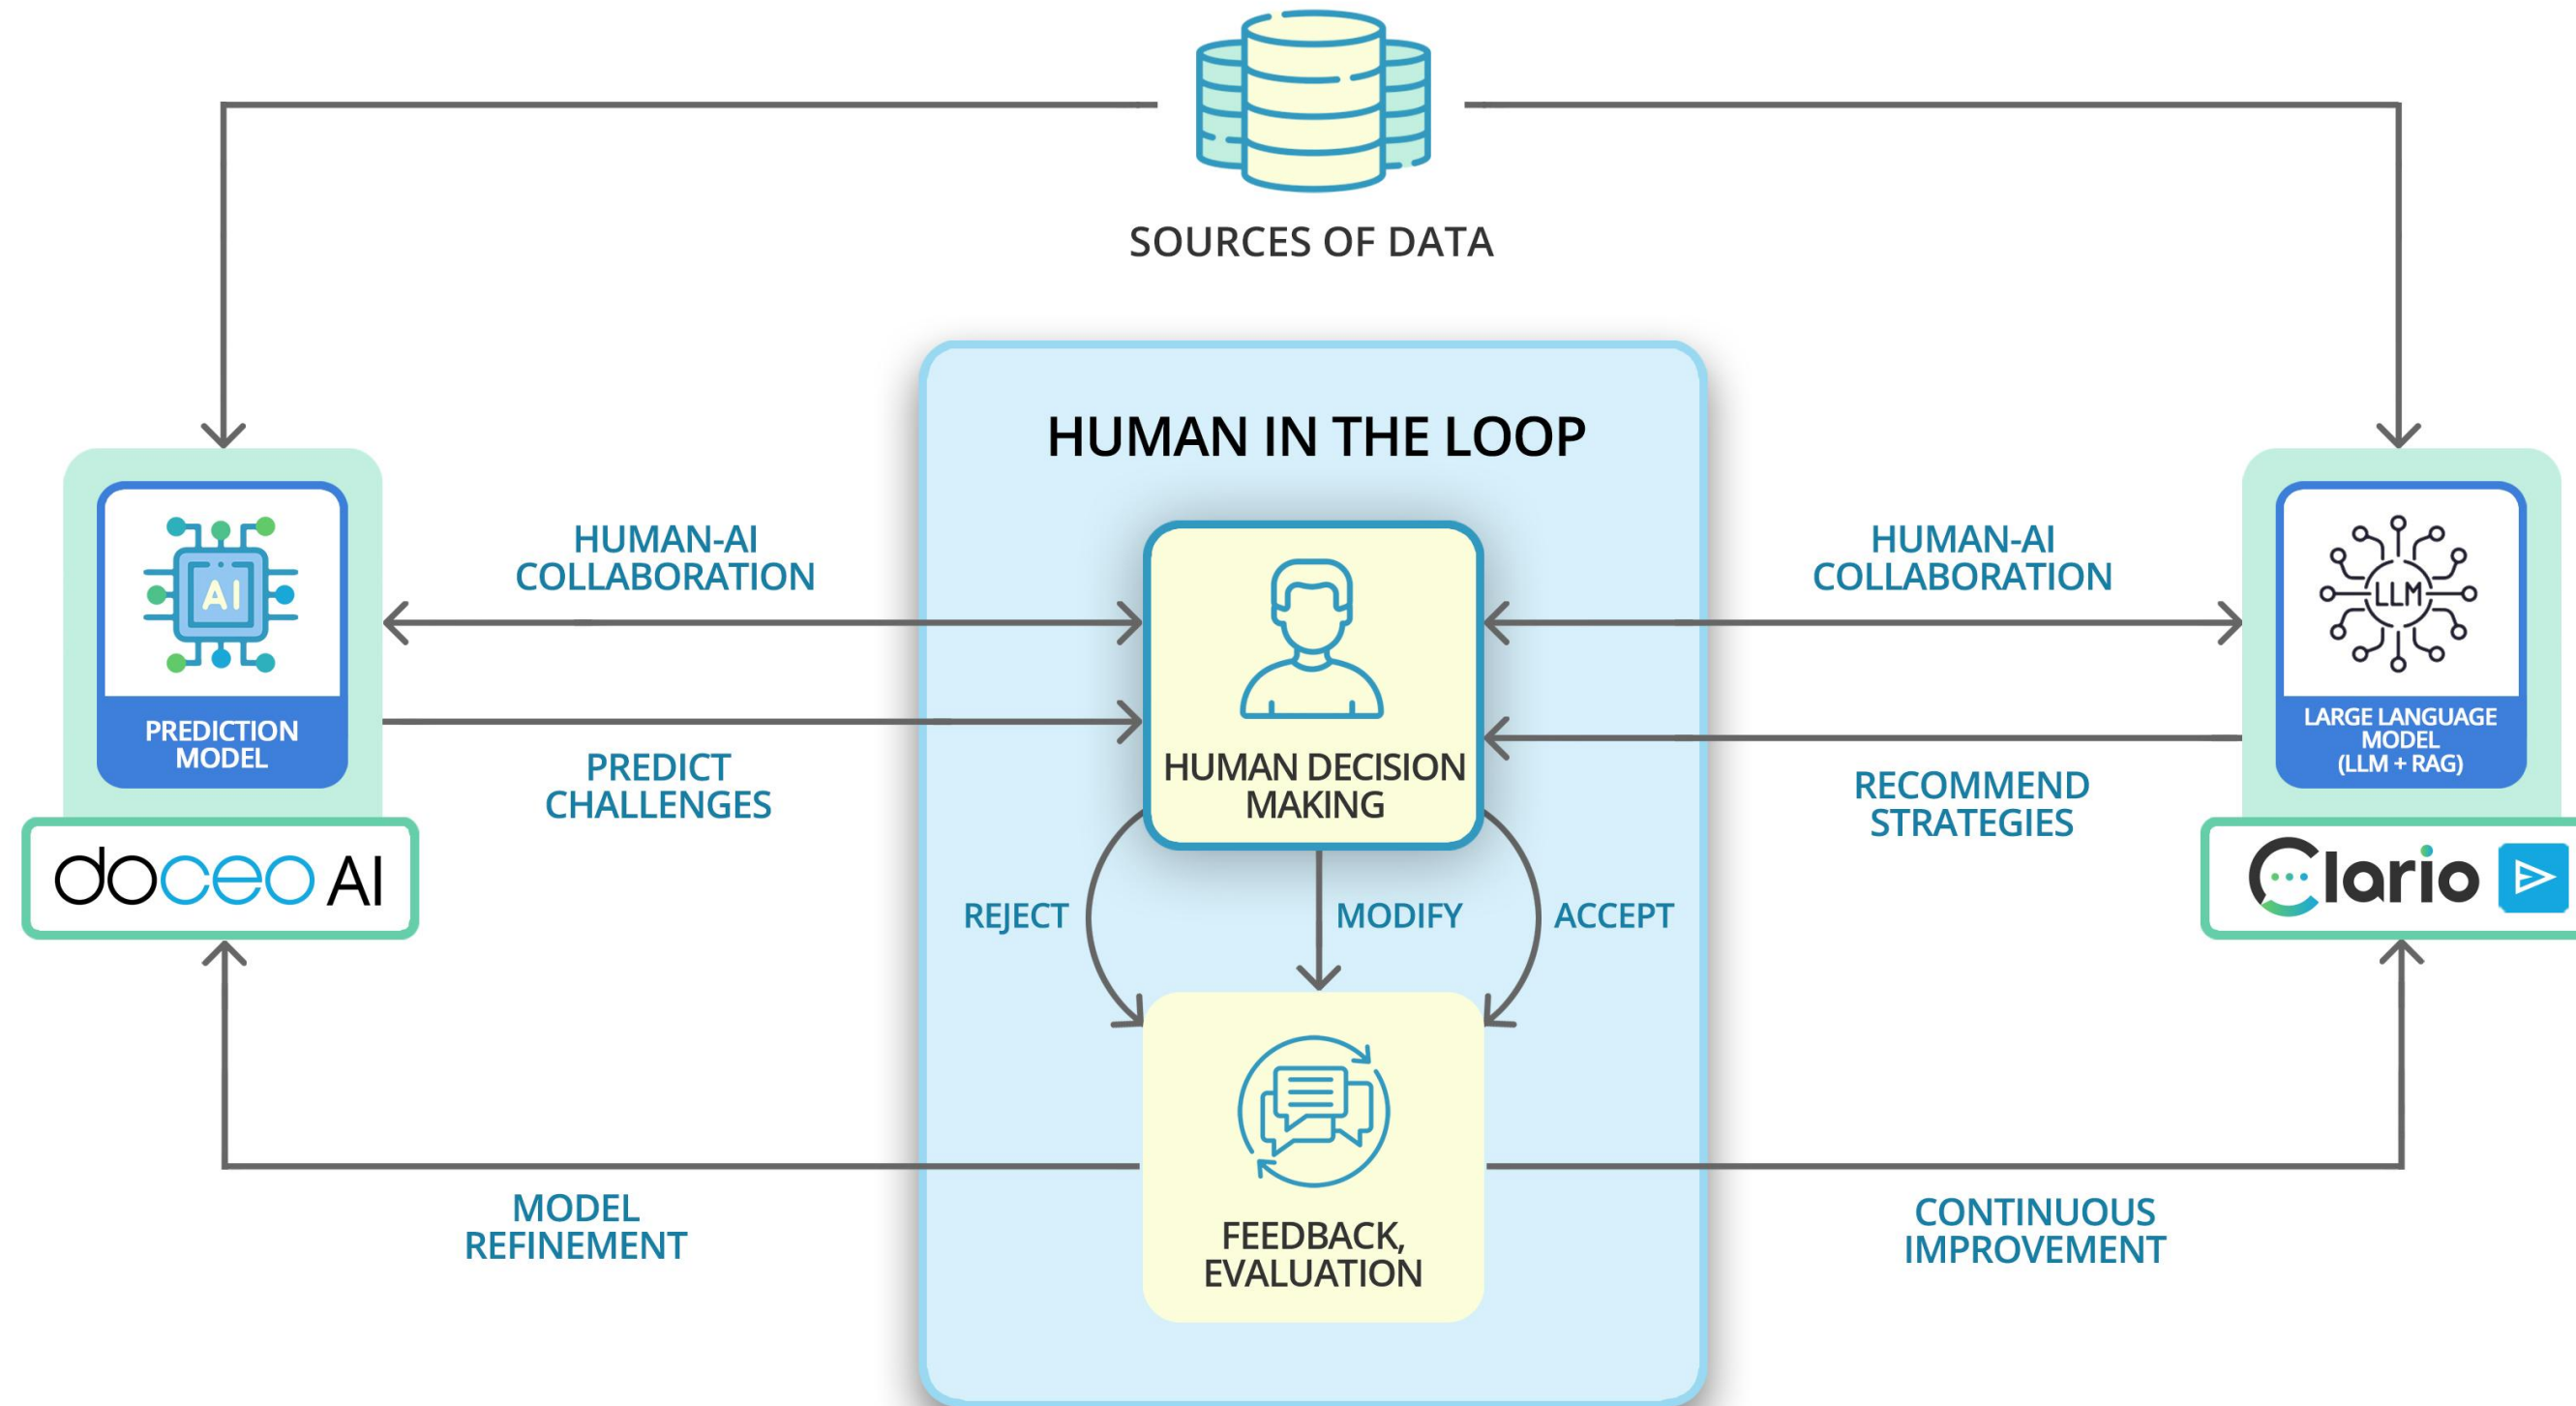 SOURCES OF DATA
HUMAN IN THE LOOP
HUMAN-AI
COLLABORATION
HUMAN-AI
COLLABORATION
AI
PREDICTION
MODEL
LLM
LARGE LANGUAGE
MODEL
(LLM + RAG)
PREDICT
CHALLENGES
HUMAN DECISION
MAKING
RECOMMEND
STRATEGIES
doceo AI
Clario
REJECT
MODIFY
ACCEPT
MODEL
REFINEMENT
FEEDBACK,
EVALUATION
CONTINUOUS
IMPROVEMENT